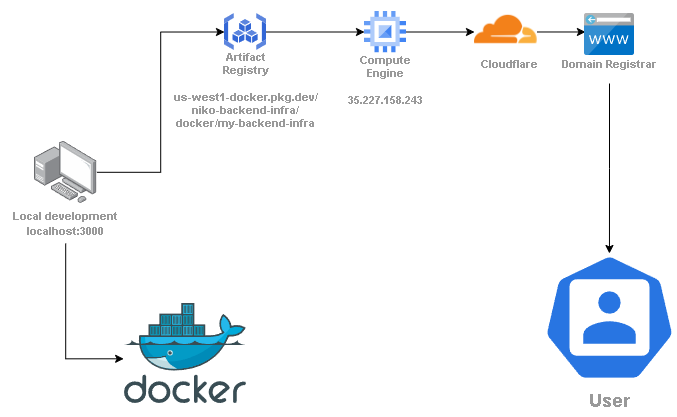 WWW
Artifact
Registry
Compute
Engine
Cloudflare
Domain Registrar
us-west1-docker.pkg.dev/
niko-backend-infra/
docker/my-backend-infra
35.227.158.243
Local development
localhost:3000
docker
User